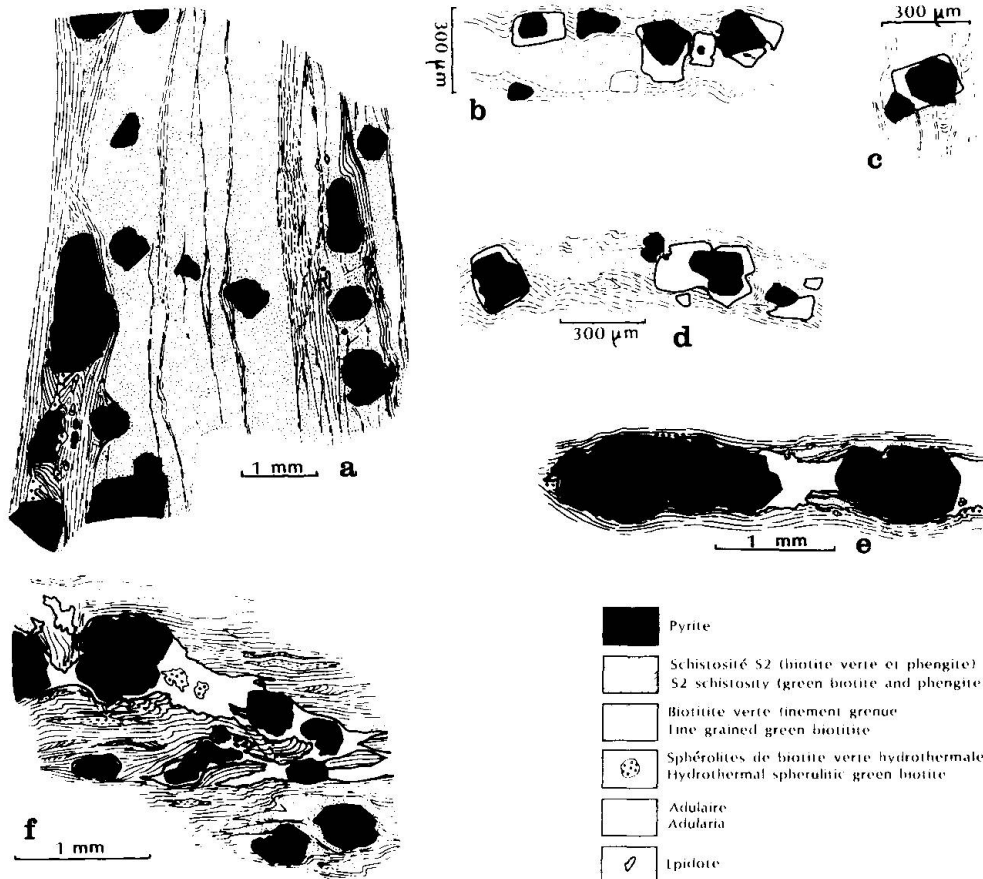 300 µm
b
300 µm
c
a
1 mm
300 µm
d
1 mm
e
f
1 mm
Pyrite
Schistosité S2 (biotite verte et phengite)
S2 schistosity (green biotite and phengite
Biotitite verte finement grenue
Fine grained green biotitite
Sphérolites de biotite verte hydrothermale
Hydrothermal spherulitic green biotite
Adulaire
Adularia
Epidote